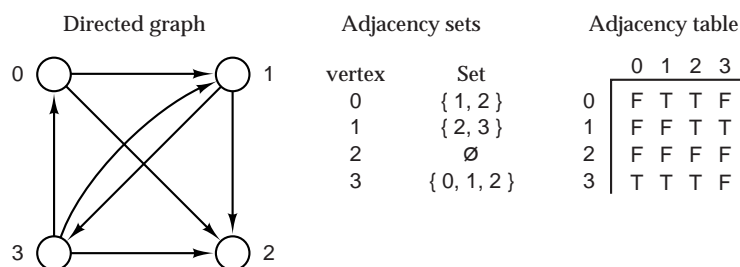 Directed graph
0
1
3
2
Adjacency sets
vertex Set
0 { 1, 2 }
1 { 2, 3 }
2 Ø
3 { 0, 1, 2 }
Adjacency table
0 1 2 3
0 F T T F
1 F F T T
2 F F F F
3 T T T F